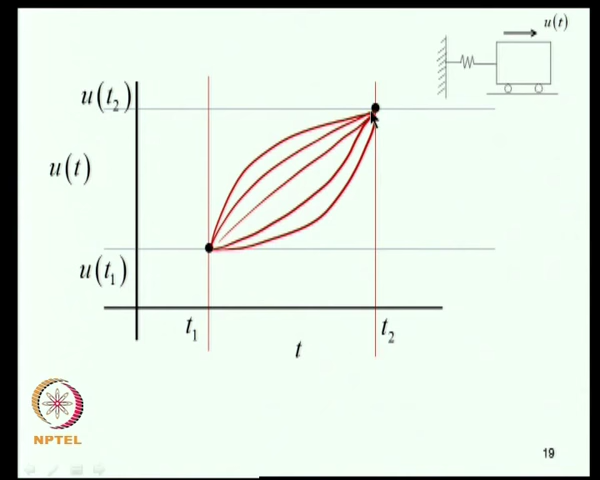 u(t)
u(t₂)
u(t)
u(t₁)
t₁
t₂
t
NPTEL
19